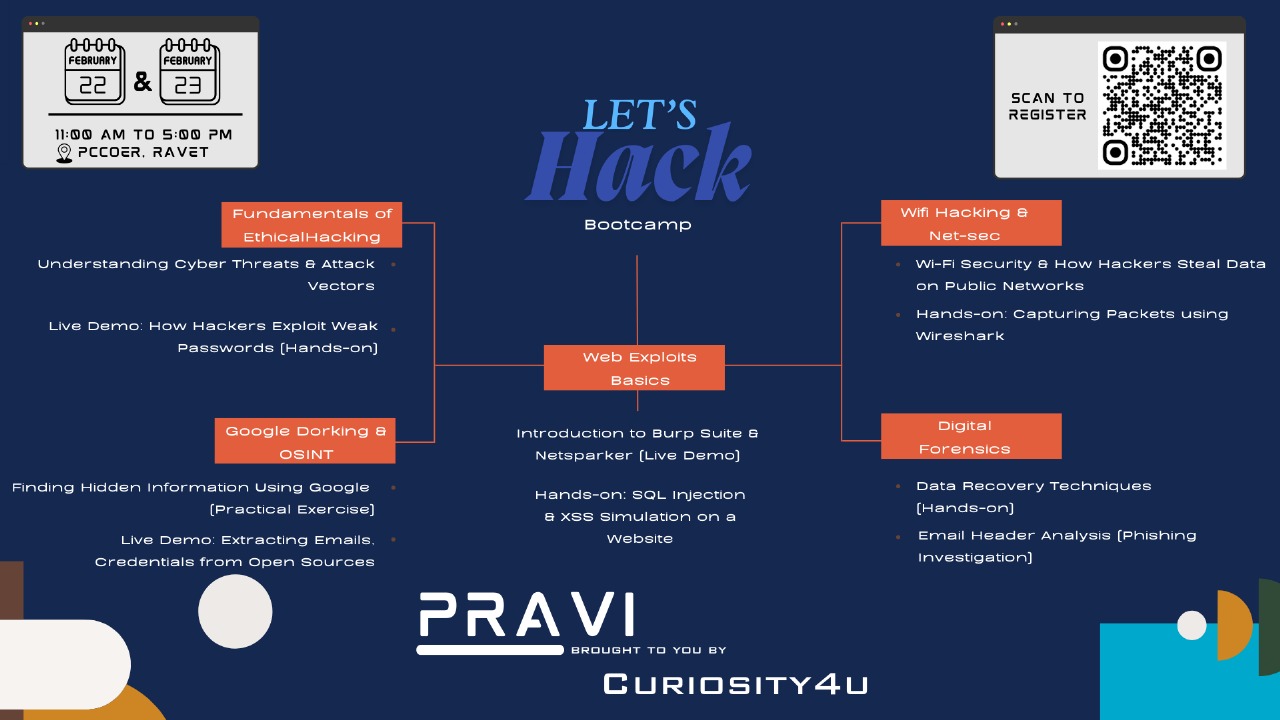 FEBRUARY
22
&
FEBRUARY
23
11:00 AM TO 5:00 PM
PCCOER, RAVET
SCAN TO
REGISTER
LET'S
Hack
Bootcamp
Fundamentals of
EthicalHacking
Understanding Cyber Threats & Attack
Vectors
Live Demo: How Hackers Exploit Weak
Passwords (Hands-on)
Google Dorking &
OSINT
Finding Hidden Information Using Google
(Practical Exercise)
Live Demo: Extracting Emails,
Credentials from Open Sources
Web Exploits
Basics
Introduction to Burp Suite &
Netsparker (Live Demo)
Hands-on: SQL Injection
& XSS Simulation on a
Website
Wifi Hacking &
Net-sec
Wi-Fi Security & How Hackers Steal Data
on Public Networks
Hands-on: Capturing Packets using
Wireshark
Digital
Forensics
Data Recovery Techniques
(Hands-on)
Email Header Analysis (Phishing
Investigation)
PRAVI
BROUGHT TO YOU BY
CURIOSITY4U